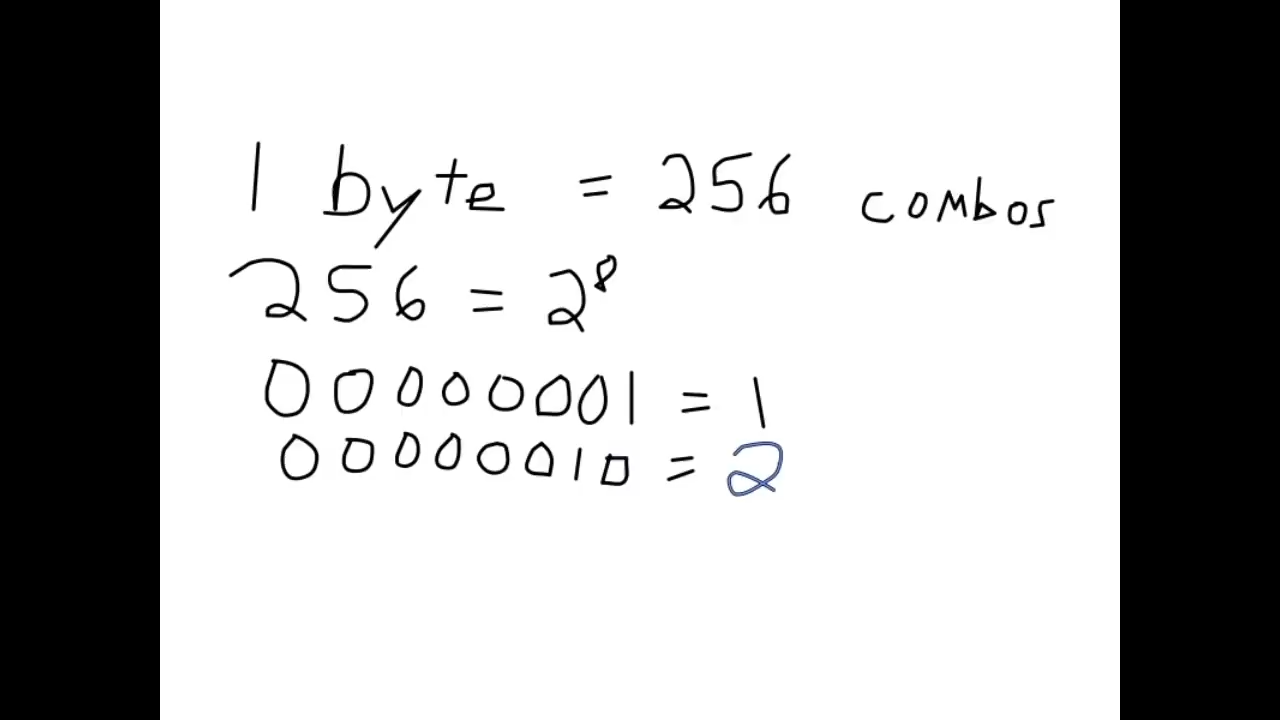 1 byte = 256 combos
256 = 2⁸
00000001 = 1
00000010 = 2